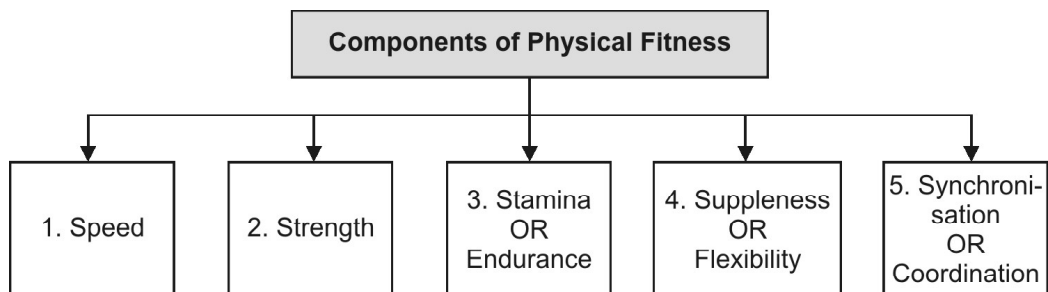 Components of Physical Fitness
1. Speed
2. Strength
3. Stamina
OR
Endurance
4. Suppleness
OR
Flexibility
5. Synchroni-
sation
OR
Coordination